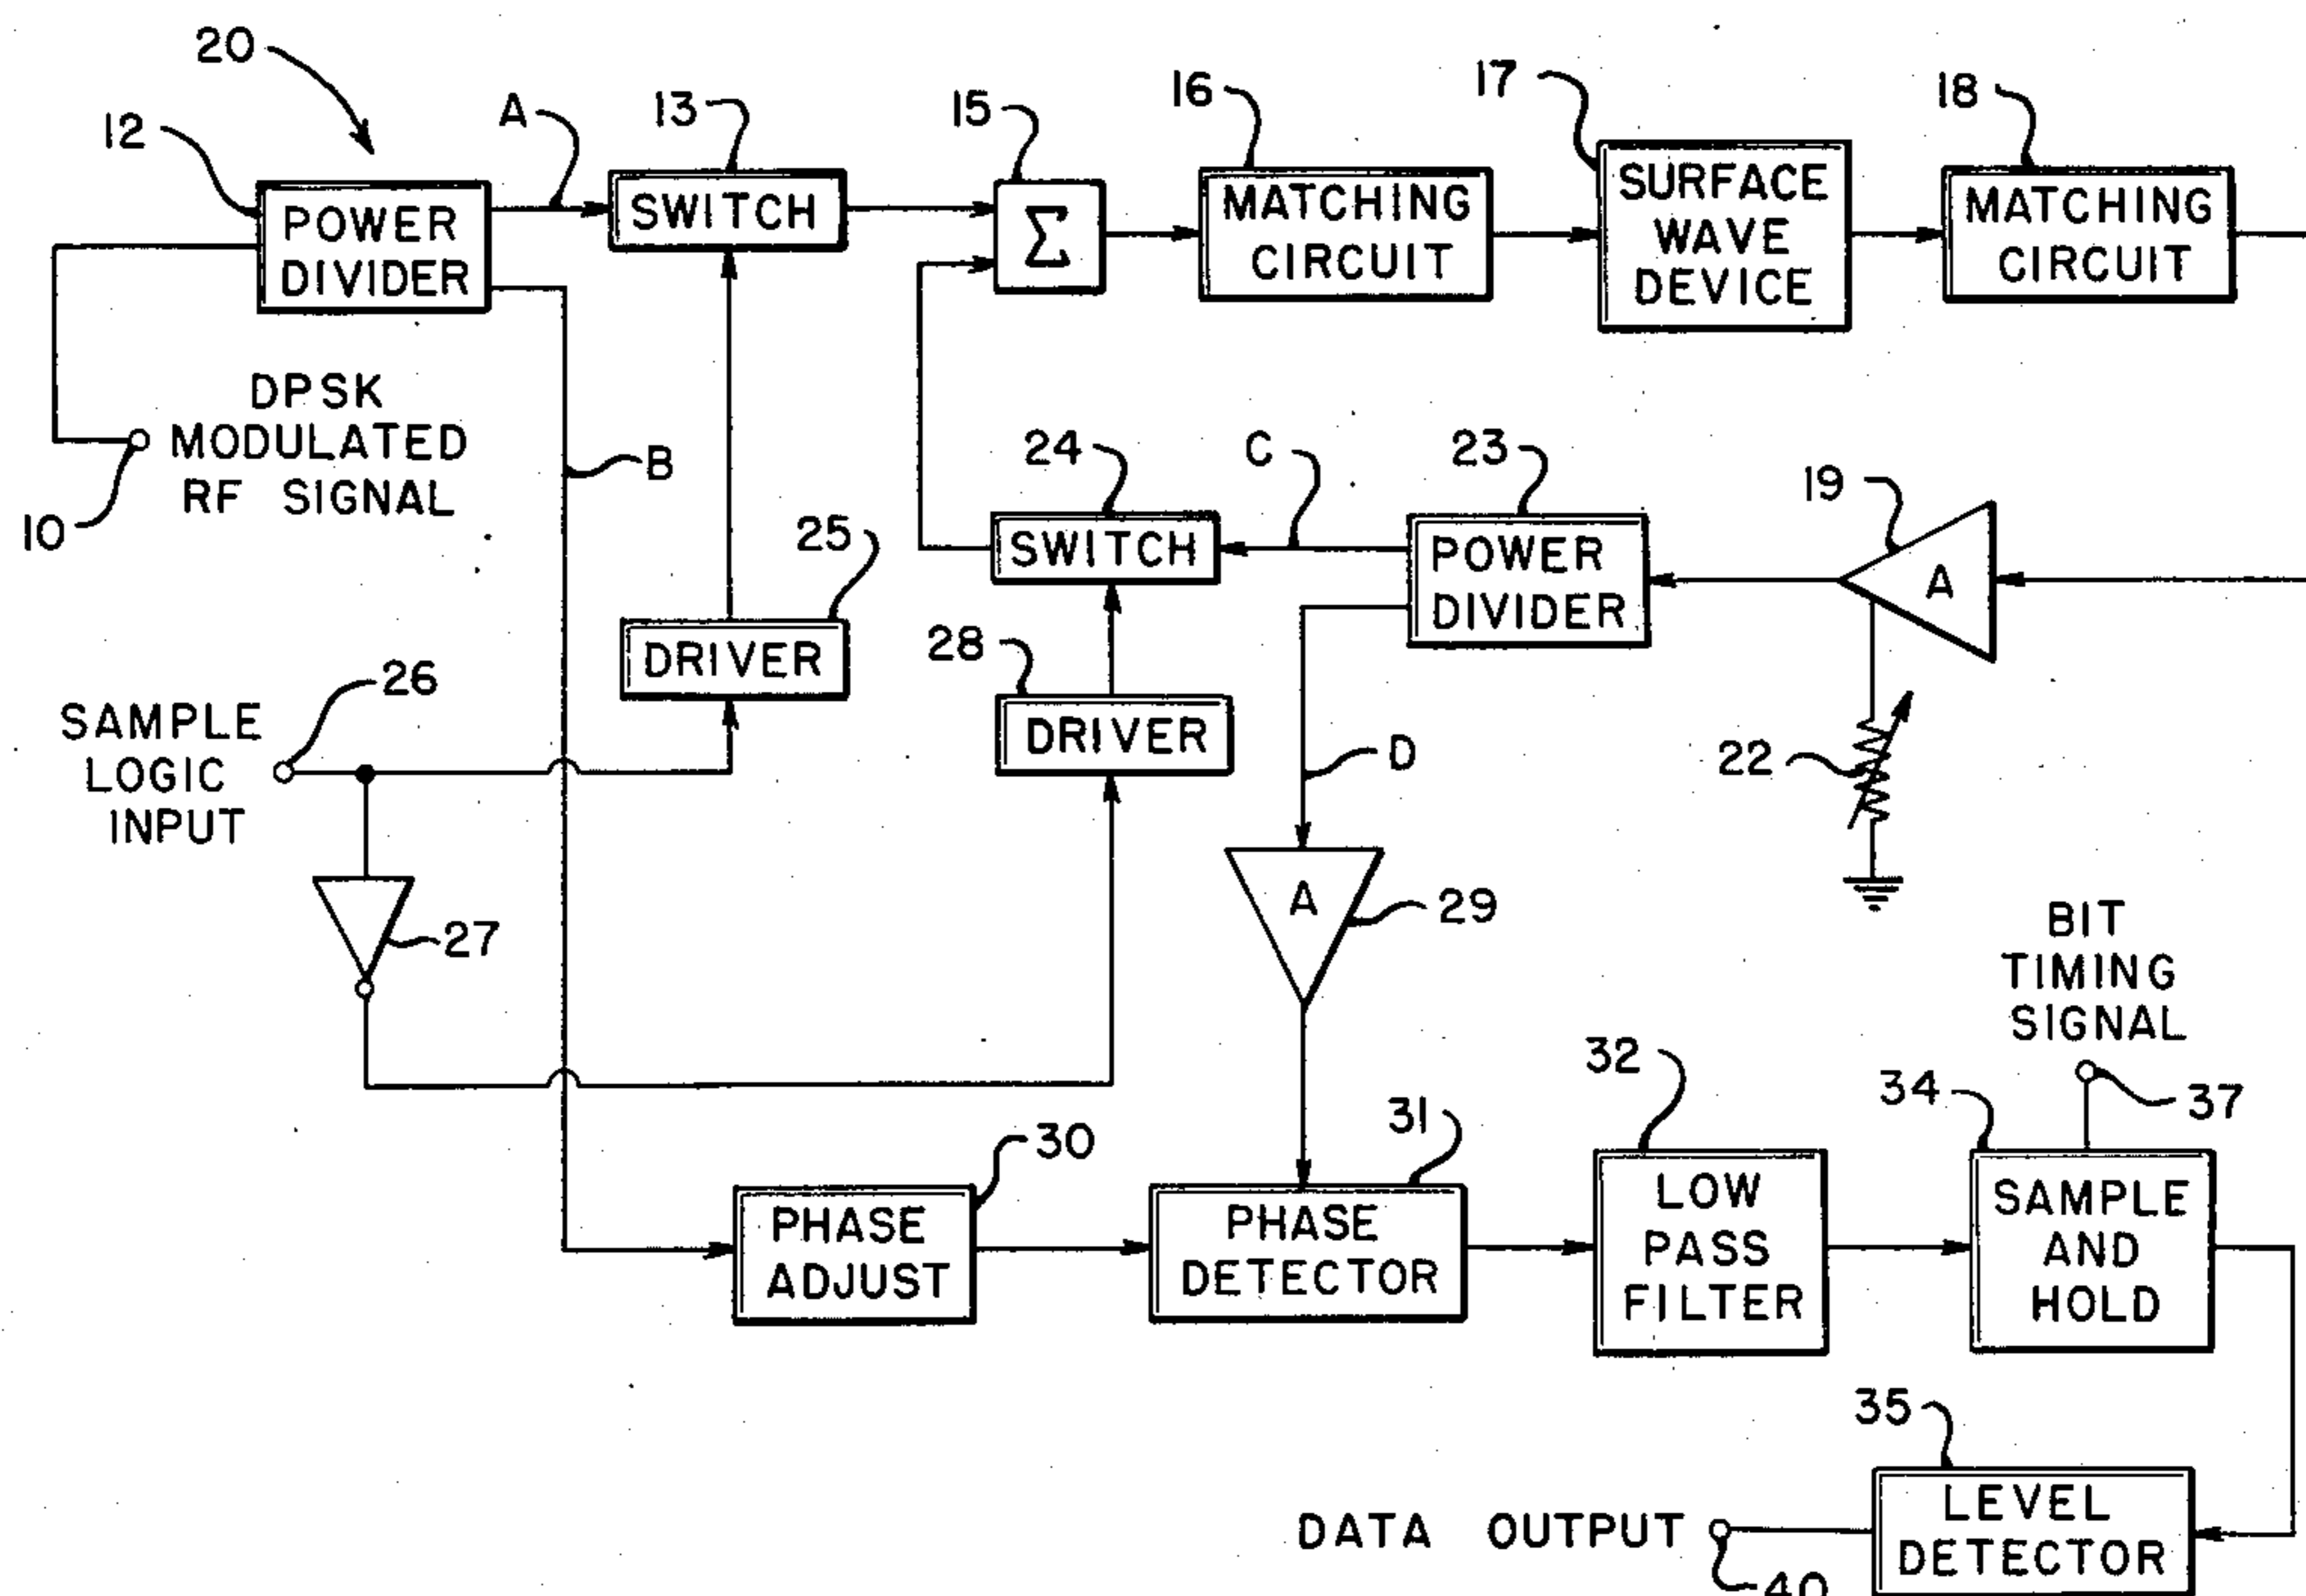 20
12
A
13
15
16
17
18
POWER
DIVIDER
SWITCH
Σ
MATCHING
CIRCUIT
SURFACE
WAVE
DEVICE
MATCHING
CIRCUIT
DPSK
MODULATED
RF SIGNAL
10
B
24
C
23
19
SWITCH
POWER
DIVIDER
A
25
DRIVER
28
DRIVER
26
SAMPLE
LOGIC
INPUT
D
22
A
29
27
BIT
TIMING
SIGNAL
37
30
31
32
34
PHASE
ADJUST
PHASE
DETECTOR
LOW
PASS
FILTER
SAMPLE
AND
HOLD
35
LEVEL
DETECTOR
DATA OUTPUT
40